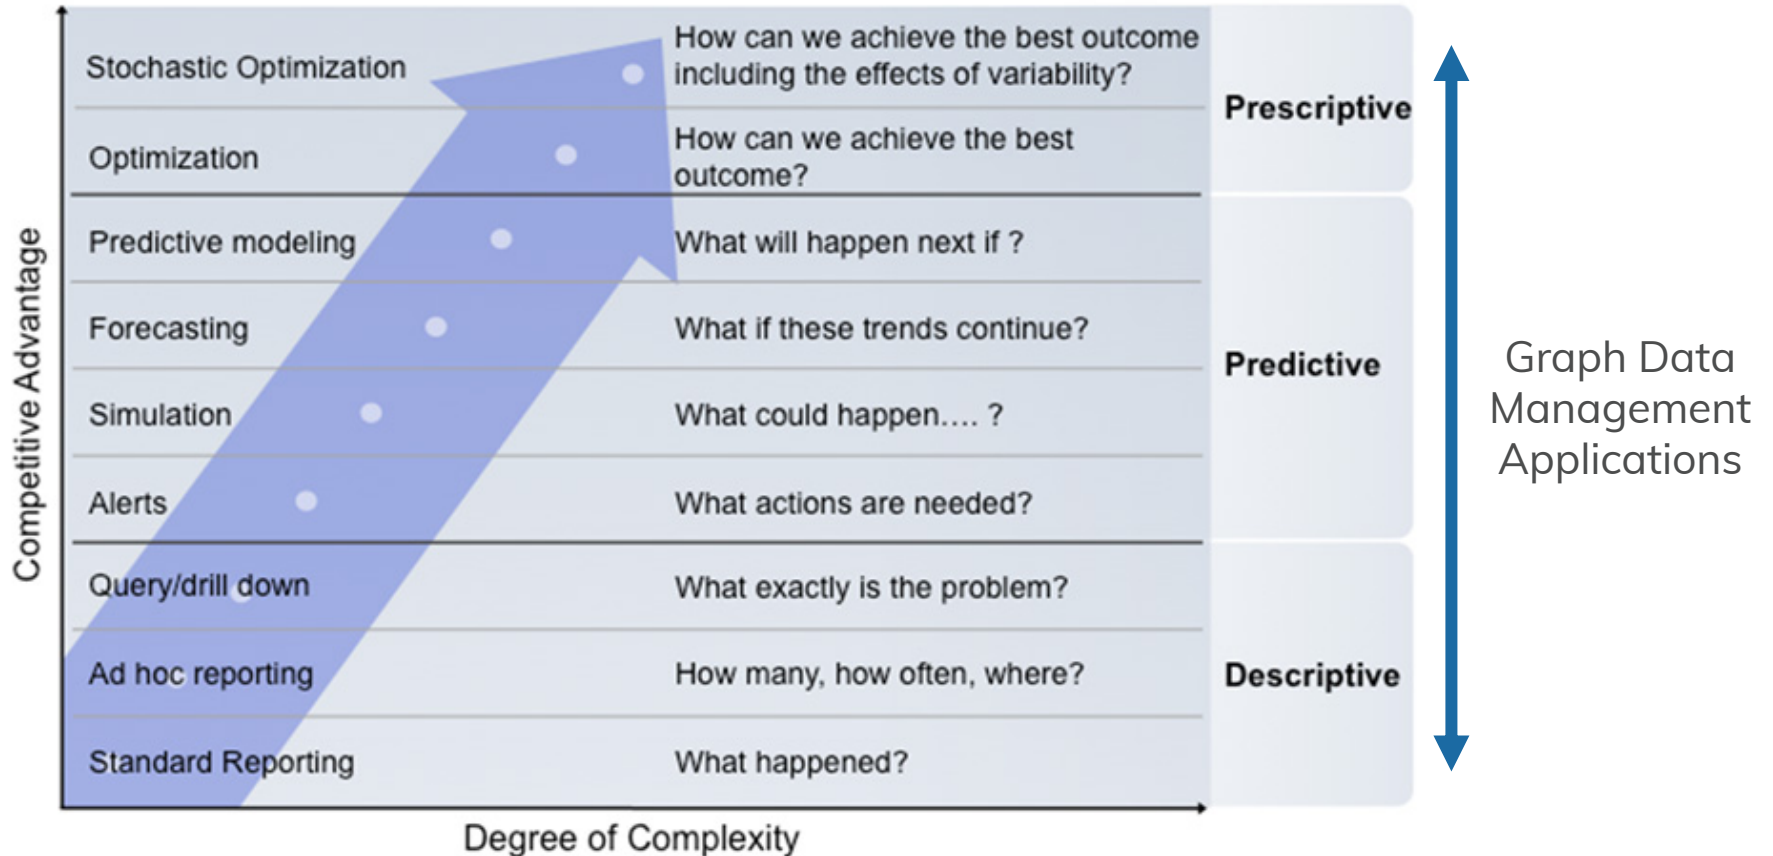 Stochastic Optimization
How can we achieve the best outcome
including the effects of variability?
Optimization
How can we achieve the best
outcome?
Prescriptive
Predictive modeling
What will happen next if ?
Forecasting
What if these trends continue?
Simulation
What could happen.... ?
Alerts
What actions are needed?
Predictive
Query/drill down
What exactly is the problem?
Ad hoc reporting
How many, how often, where?
Standard Reporting
What happened?
Descriptive
Competitive Advantage
Degree of Complexity
Graph Data
Management
Applications